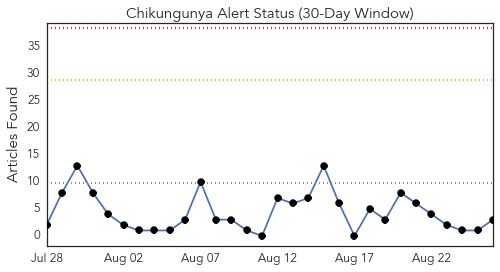 Chikungunya Alert Status (30-Day Window)
Articles Found
35
30
25
20
15
10
5
0
Jul 28
Aug 02
Aug 07
Aug 12
Aug 17
Aug 22